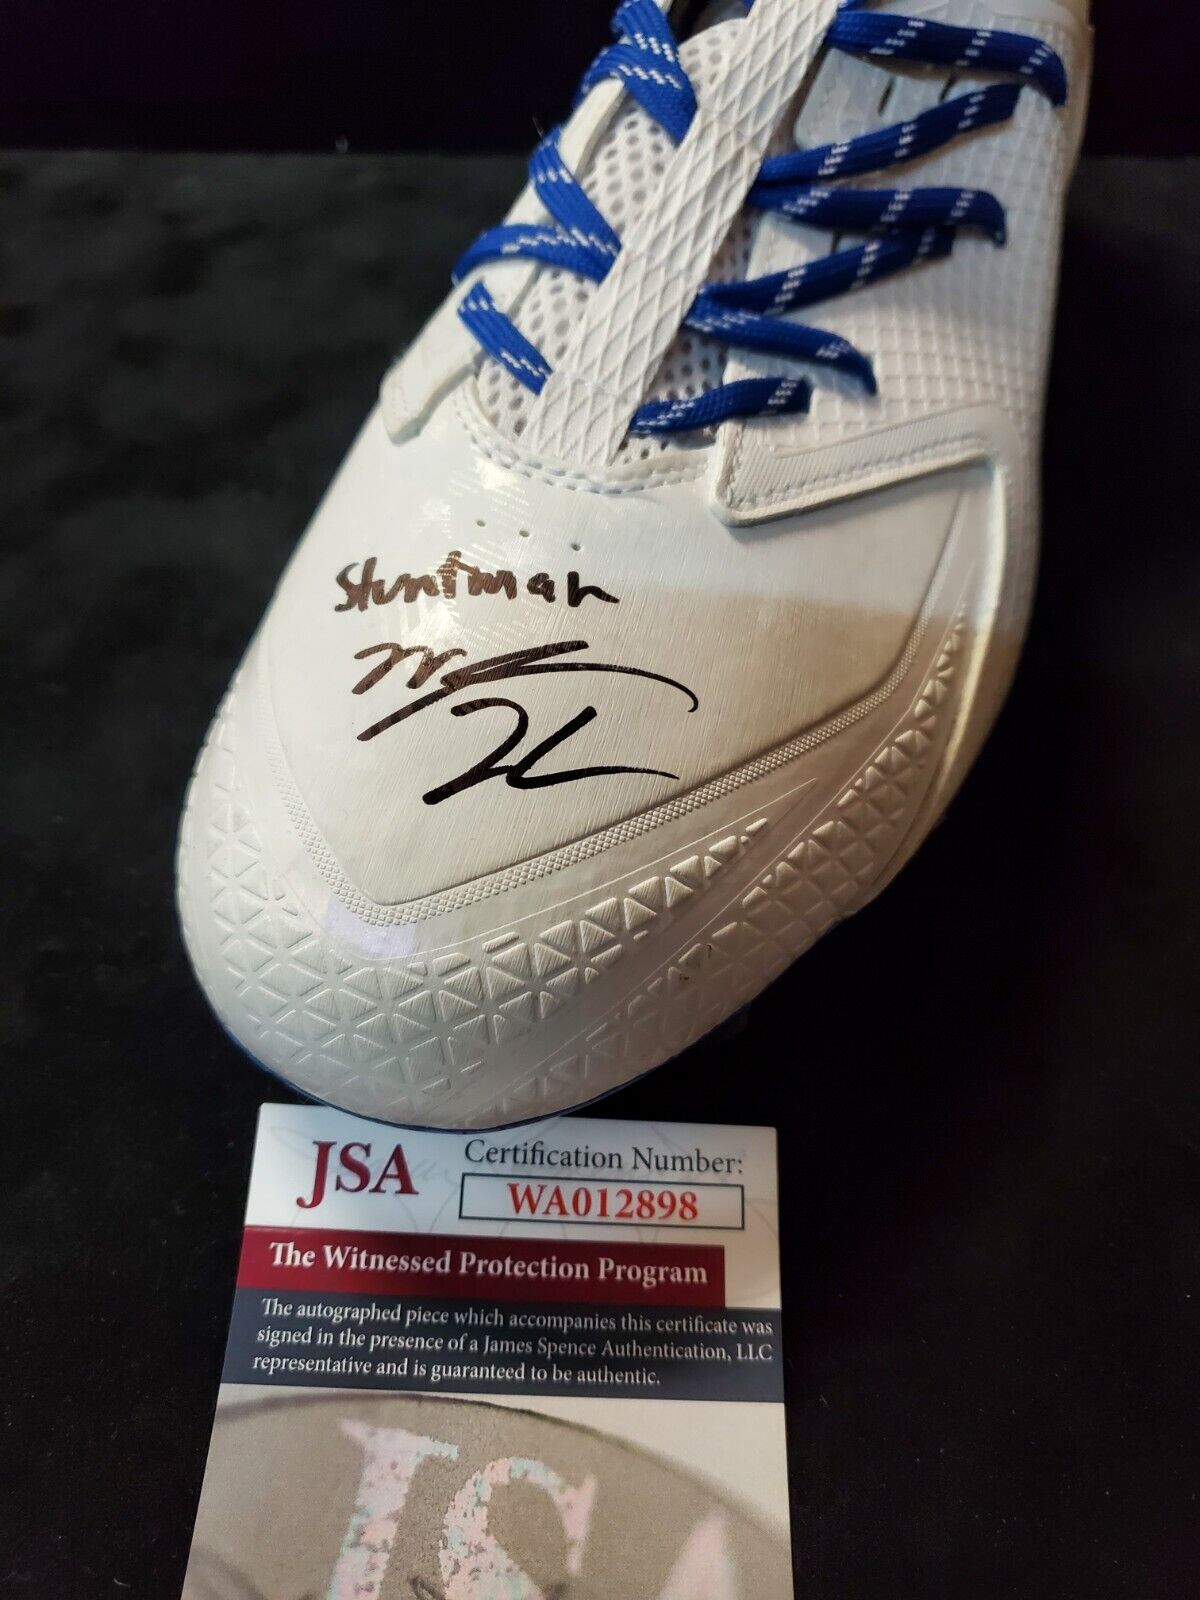 Stuntman
JSA
Certification Number:
WA012898
The Witnessed Protection Program
The autographed piece which accompanies this certificate was
signed in the presence of a James Spence Authentication, LLC
representative and is guaranteed to be authentic.
JSA